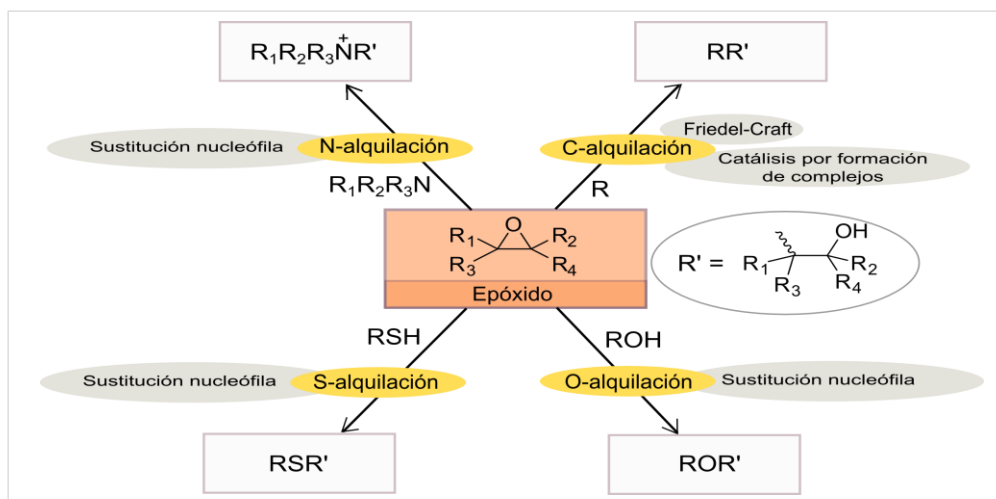 R₁R₂R₃N⁺R'
RR'
Sustitución nucleófila
N-alquilación
C-alquilación
Friedel-Craft
Catálisis por formación
de complejos
R₁R₂R₃N
R
O
R₁
R₂
R₃
R₄
Epóxido
R' =
OH
R₁
R₂
R₃
R₄
RSH
ROH
Sustitución nucleófila
S-alquilación
O-alquilación
Sustitución nucleófila
RSR'
ROR'